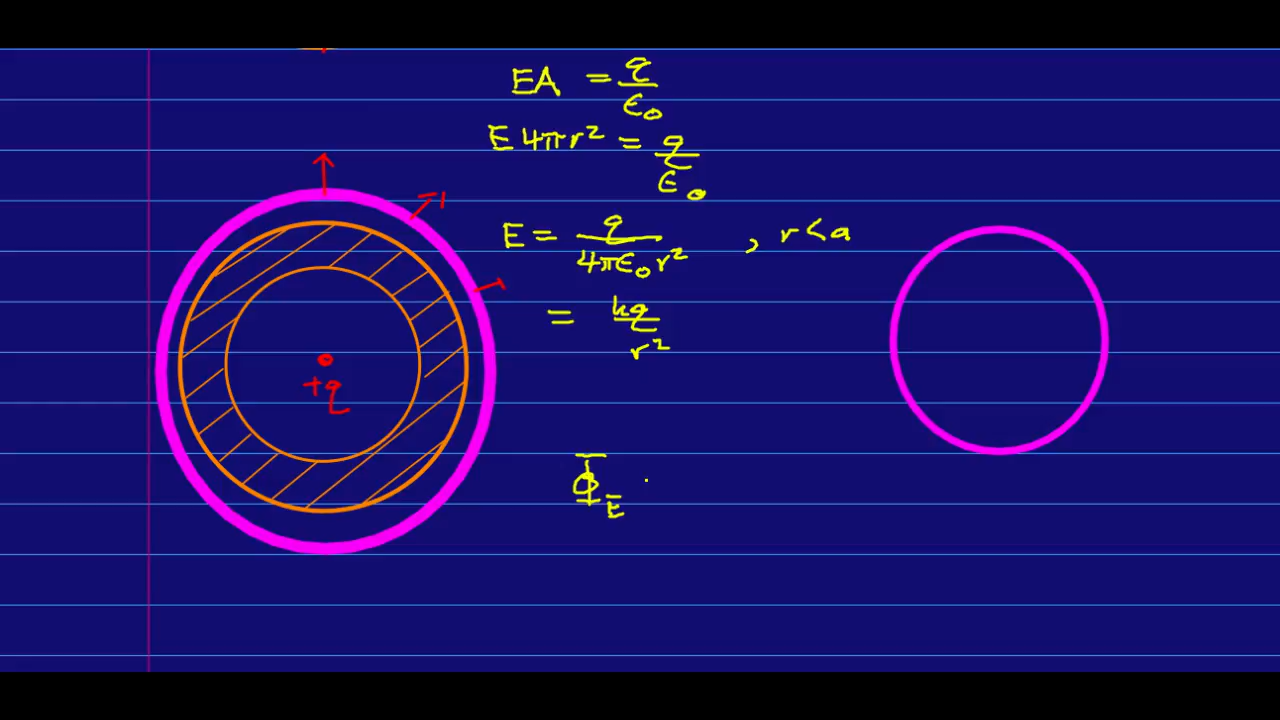 EA = q/ε₀
E 4πr² = q/ε₀
E = q/4πε₀r² , r<a
= kq/r²
+q
Φ_E